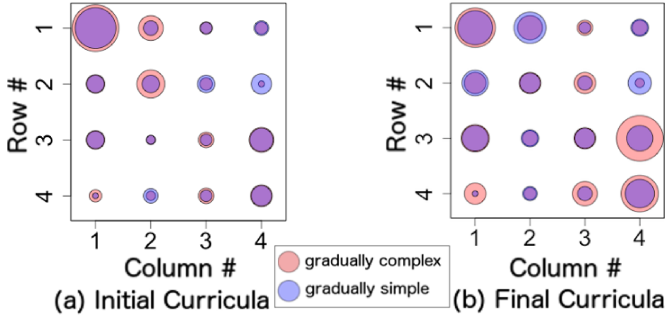 Row #
1
2
3
4
1 2 3 4
Column #
(a) Initial Curricula
Row #
1
2
3
4
1 2 3 4
Column #
(b) Final Curricula
gradually complex
gradually simple